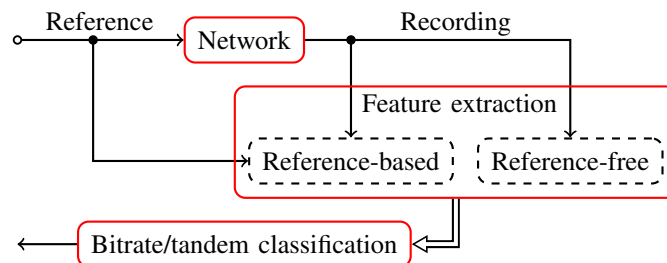 Reference
Network
Recording
Feature extraction
Reference-based
Reference-free
Bitrate/tandem classification